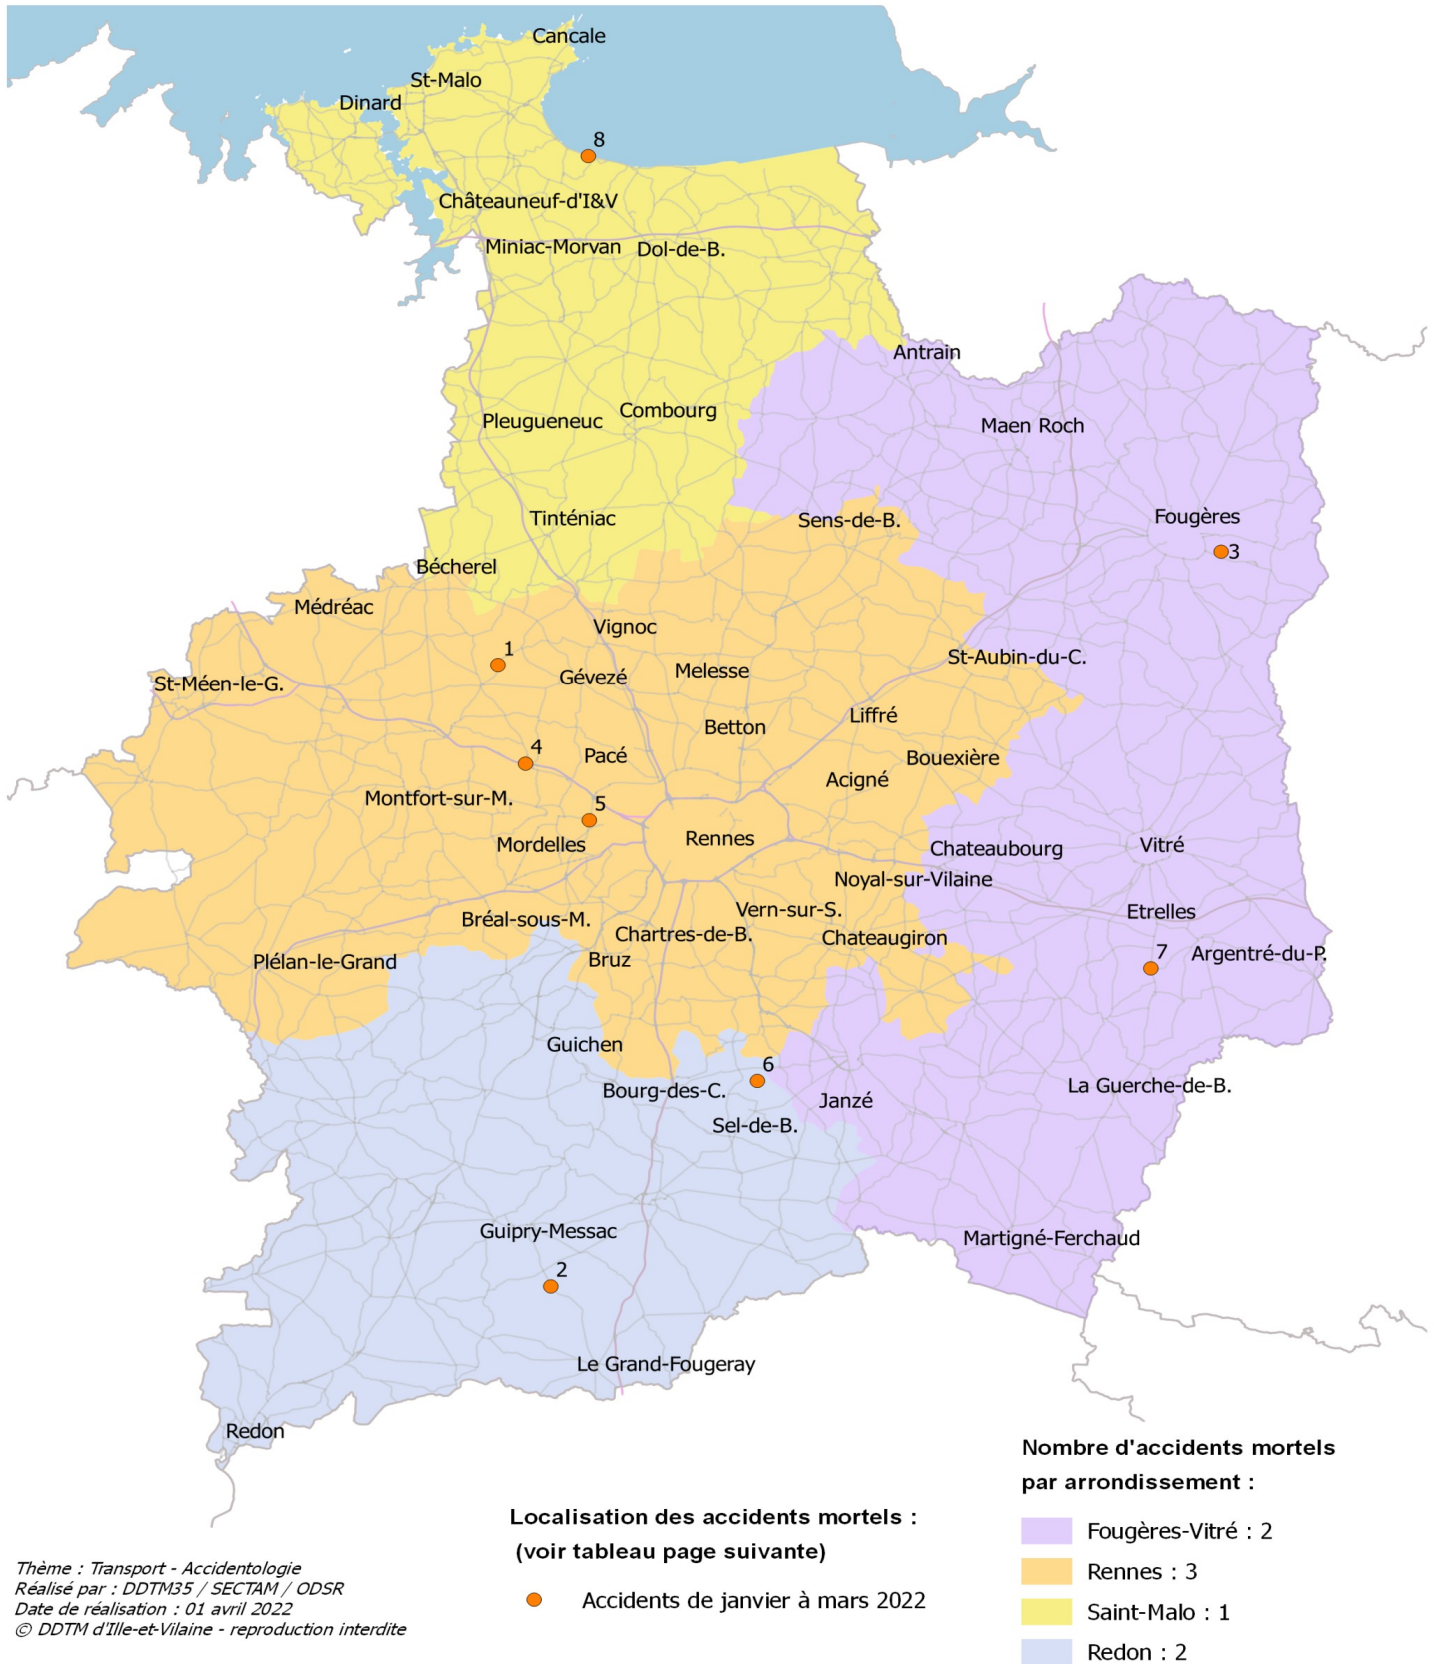 Cancale
St-Malo
Dinard
8
Châteauneuf-d'I&V
Miniac-Morvan
Dol-de-B.
Antrain
Combourg
Pleugueneuc
Maen Roch
Tinténiac
Sens-de-B.
Fougères
3
Bécherel
Médréac
Vignoc
1
St-Aubin-du-C.
Gévezé
Melesse
St-Méen-le-G.
Liffré
Betton
4
Pacé
Bouexière
Acigné
Montfort-sur-M.
5
Rennes
Mordelles
Chateaubourg
Vitré
Noyal-sur-Vilaine
Vern-sur-S.
Etrelles
Bréal-sous-M.
Chartres-de-B.
Chateaugiron
7
Argentré-du-P.
Plélan-le-Grand
Bruz
Guichen
6
Bourg-des-C.
La Guerche-de-B.
Janzé
Sel-de-B.
Guipry-Messac
Martigné-Ferchaud
2
Le Grand-Fougeray
Redon
Nombre d'accidents mortels
par arrondissement :
Fougères-Vitré : 2
Rennes : 3
Saint-Malo : 1
Redon : 2
Localisation des accidents mortels :
(voir tableau page suivante)
Accidents de janvier à mars 2022
Thème : Transport - Accidentologie
Réalisé par : DDTM35 / SECTAM / ODSR
Date de réalisation : 01 avril 2022
© DDTM d'Ille-et-Vilaine - reproduction interdite